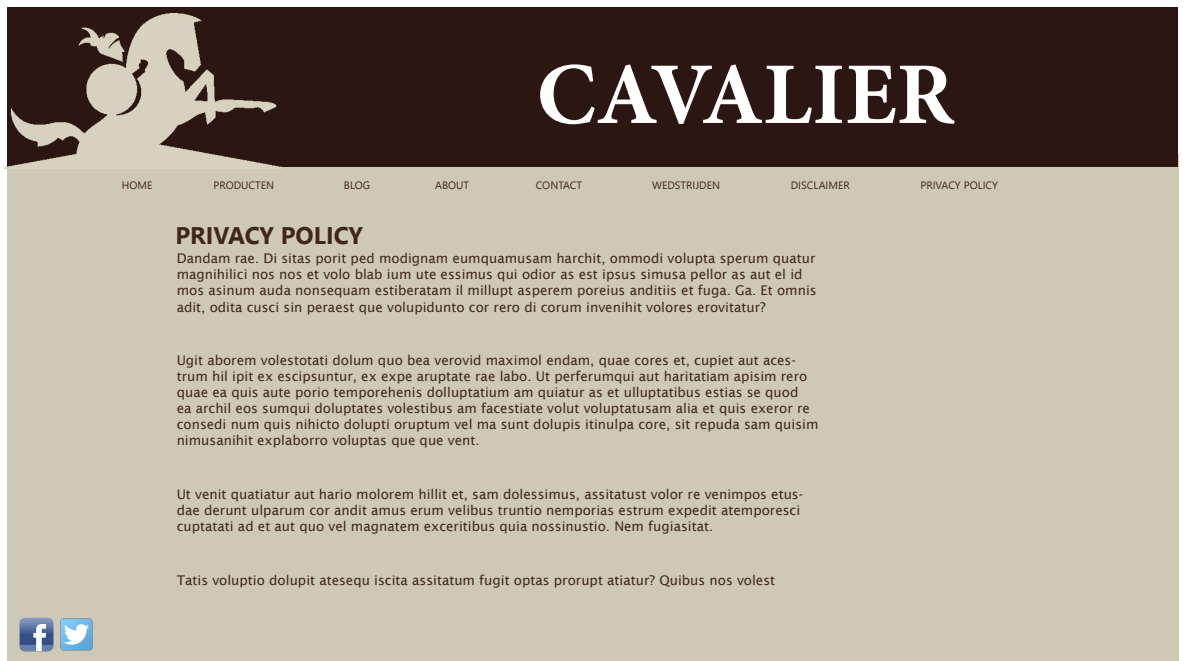 CAVALIER
HOME PRODUCTEN BLOG ABOUT CONTACT WEDSTRIJDEN DISCLAIMER PRIVACY POLICY
PRIVACY POLICY
Dandam rae. Di sitas porit ped modignam eumquamusam harchit, ommodi volupta sperum quatur
magnihilici nos nos et volo blab ium ute essimus qui odior as est ipsus simusa pellor as aut el id
mos asinum auda nonsequam estiberatam il millupt asperem poreius anditiis et fuga. Ga. Et omnis
adit, odita cusci sin peraest que volupidunto cor rero di corum invenihit volores erovitatur?
Ugit aborem volestotati dolum quo bea verovid maximol endam, quae cores et, cupiet aut aces-
trum hil ipit ex escipsuntur, ex expe aruptate rae labo. Ut perferumqui aut haritatiam apisim rero
quae ea quis aute porio temporehenis dolluptatium am quiatur as et ulluptatibus estias se quod
ea archil eos sumqui doluptates volestibus am facestiate volut voluptatusam alia et quis exeror re
consedi num quis nihicto dolupti oruptum vel ma sunt dolupis itinulpa core, sit repuda sam quisim
nimusanihit explaborro voluptas que que vent.
Ut venit quatiatur aut hario molorem hillit et, sam dolessimus, assitatust volor re venimpos etus-
dae derunt ulparum cor andit amus erum velibus truntio nemporias estrum expedit atemporesci
cuptatati ad et aut quo vel magnatem exceritibus quia nossinustio. Nem fugiasitat.
Tatis voluptio dolupit atesequ iscita assitatum fugit optas prorupt atiatur? Quibus nos volest